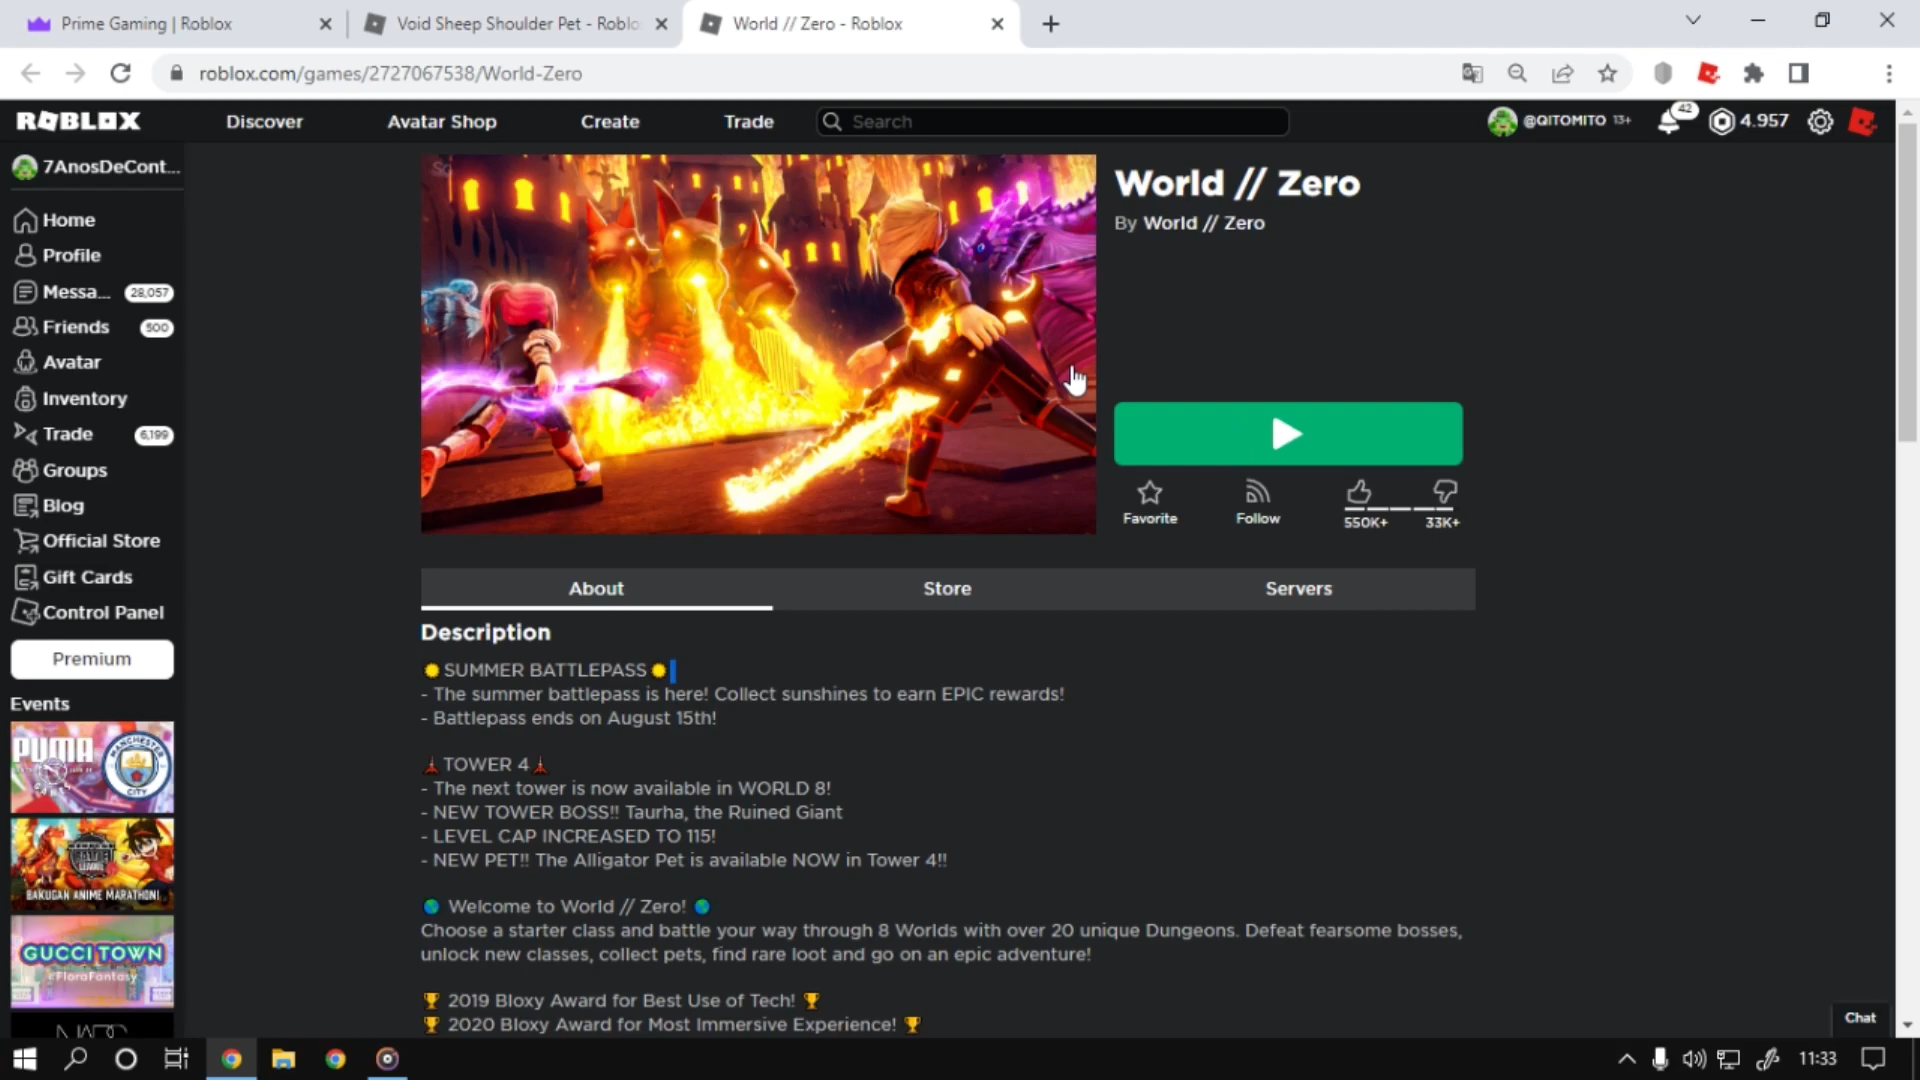 Prime Gaming | Roblox
Void Sheep Shoulder Pet - Roblo
World // Zero - Roblox
roblox.com/games/2727067538/World-Zero
ROBLOX
Discover
Avatar Shop
Create
Trade
Search
@QITOMITO 13+
42
4.957
7AnosDeCont...
Home
Profile
Messa... 28,057
Friends 500
Avatar
Inventory
Trade 6,199
Groups
Blog
Official Store
Gift Cards
Control Panel
Premium
Events
PUMA
MANCHESTER
CITY
BAKUGAN ANIME MARATHON!
GUCCI TOWN
#FloraFantasy
World // Zero
By World // Zero
Favorite
Follow
550K+
33K+
About
Store
Servers
Description
SUMMER BATTLEPASS
- The summer battlepass is here! Collect sunshines to earn EPIC rewards!
- Battlepass ends on August 15th!
TOWER 4
- The next tower is now available in WORLD 8!
- NEW TOWER BOSS!! Taurha, the Ruined Giant
- LEVEL CAP INCREASED TO 115!
- NEW PET!! The Alligator Pet is available NOW in Tower 4!!
Welcome to World // Zero!
Choose a starter class and battle your way through 8 Worlds with over 20 unique Dungeons. Defeat fearsome bosses,
unlock new classes, collect pets, find rare loot and go on an epic adventure!
2019 Bloxy Award for Best Use of Tech!
2020 Bloxy Award for Most Immersive Experience!
Chat
11:33